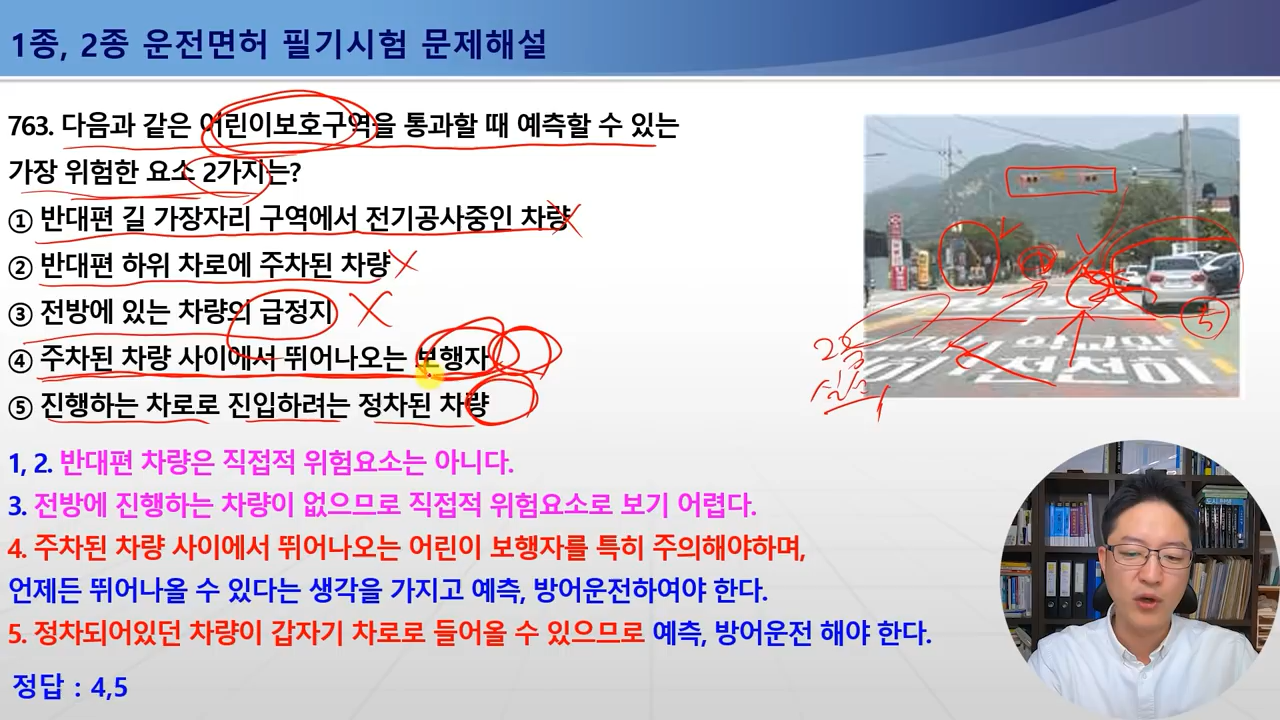 1종, 2종 운전면허 필기시험 문제해설
763. 다음과 같은 어린이보호구역을 통과할 때 예측할 수 있는
가장 위험한 요소 2가지는?
① 반대편 길 가장자리 구역에서 전기공사중인 차량
② 반대편 하위 차로에 주차된 차량
③ 전방에 있는 차량의 급정지
④ 주차된 차량 사이에서 뛰어나오는 보행자
⑤ 진행하는 차로로 진입하려는 정차된 차량
1, 2. 반대편 차량은 직접적 위험요소는 아니다.
3. 전방에 진행하는 차량이 없으므로 직접적 위험요소로 보기 어렵다.
4. 주차된 차량 사이에서 뛰어나오는 어린이 보행자를 특히 주의해야하며,
언제든 뛰어나올 수 있다는 생각을 가지고 예측, 방어운전하여야 한다.
5. 정차되어있던 차량이 갑자기 차로로 들어올 수 있으므로 예측, 방어운전 해야 한다.
정답 : 4,5
5